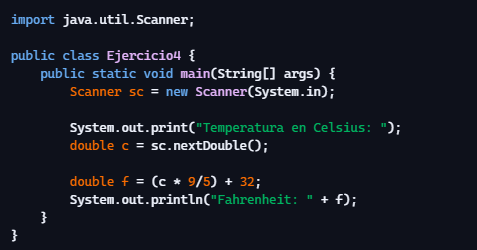 import java.util.Scanner;
public class Ejercicio4 {
public static void main(String[] args) {
Scanner sc = new Scanner(System.in);
System.out.print("Temperatura en Celsius: ");
double c = sc.nextDouble();
double f = (c * 9/5) + 32;
System.out.println("Fahrenheit: " + f);
}
}